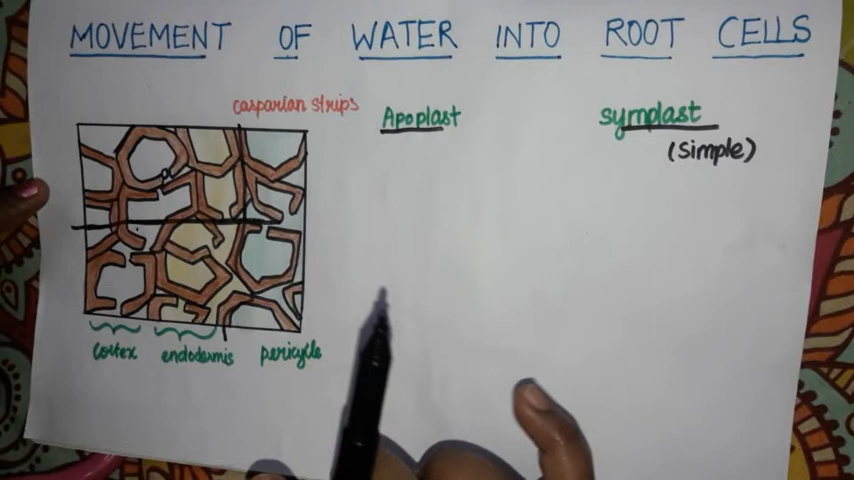 MOVEMENT OF WATER INTO ROOT CELLS
casparian strips
Apoplast
symplast
(Simple)
cortex endodermis pericycle